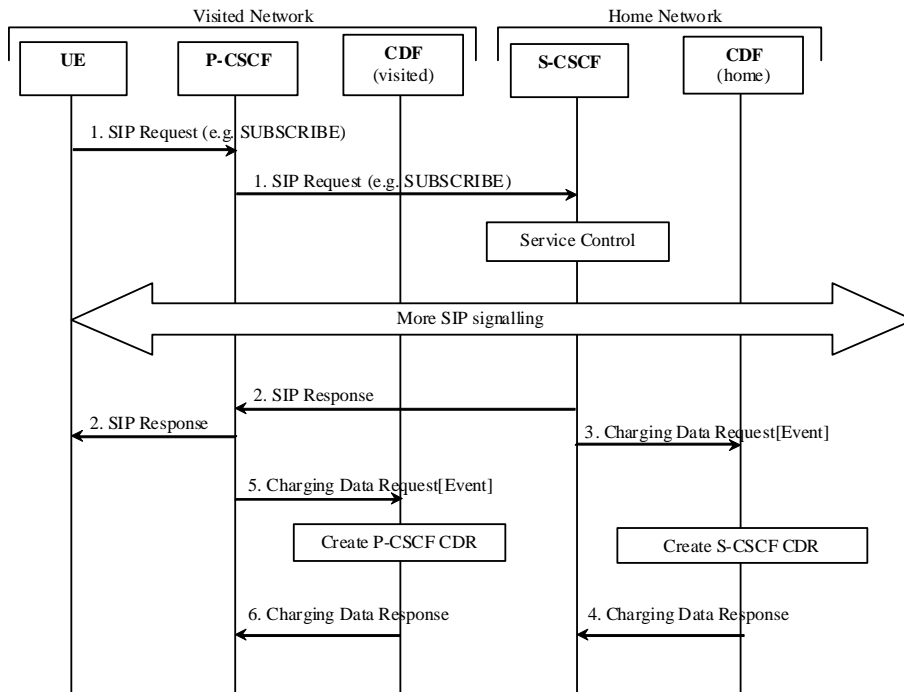 Visited Network
Home Network
UE
P-CSCF
CDF
(visited)
S-CSCF
CDF
(home)
1. SIP Request (e.g. SUBSCRIBE)
1. SIP Request (e.g. SUBSCRIBE)
Service Control
More SIP signalling
2. SIP Response
2. SIP Response
3. Charging Data Request[Event]
5. Charging Data Request[Event]
Create P-CSCF CDR
Create S-CSCF CDR
6. Charging Data Response
4. Charging Data Response